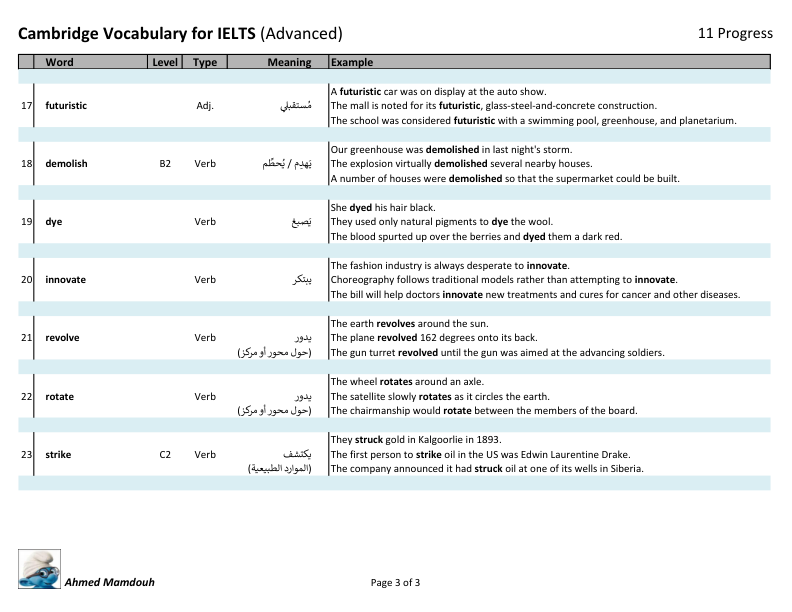 Cambridge Vocabulary for IELTS (Advanced) 11 Progress
Word Level Type Meaning Example
A futuristic car was on display at the auto show.
17 futuristic Adj. مُستقبلي The mall is noted for its futuristic, glass-steel-and-concrete construction.
The school was considered futuristic with a swimming pool, greenhouse, and planetarium.
Our greenhouse was demolished in last night's storm.
18 demolish B2 Verb يَهدِم / يُحطِّم The explosion virtually demolished several nearby houses.
A number of houses were demolished so that the supermarket could be built.
She dyed his hair black.
19 dye Verb يَصبغ They used only natural pigments to dye the wool.
The blood spurted up over the berries and dyed them a dark red.
The fashion industry is always desperate to innovate.
20 innovate Verb يبتكر Choreography follows traditional models rather than attempting to innovate.
The bill will help doctors innovate new treatments and cures for cancer and other diseases.
The earth revolves around the sun.
21 revolve Verb يدور The plane revolved 162 degrees onto its back.
(حول محور أو مركز) The gun turret revolved until the gun was aimed at the advancing soldiers.
The wheel rotates around an axle.
22 rotate Verb يدور The satellite slowly rotates as it circles the earth.
(حول محور أو مركز) The chairmanship would rotate between the members of the board.
They struck gold in Kalgoorlie in 1893.
23 strike C2 Verb يكتشف The first person to strike oil in the US was Edwin Laurentine Drake.
(الموارد الطبيعية) The company announced it had struck oil at one of its wells in Siberia.
Ahmed Mamdouh Page 3 of 3